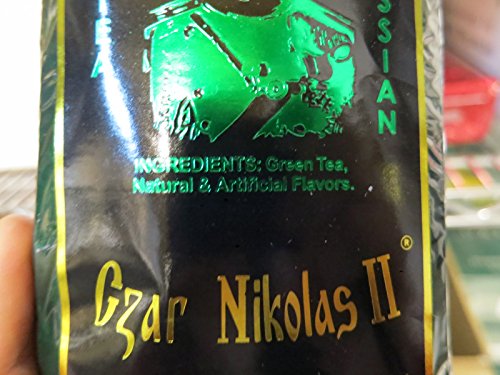 SSIAN
INGREDIENTS: Green Tea,
Natural & Artificial Flavors.
Czar Nikolas II ®